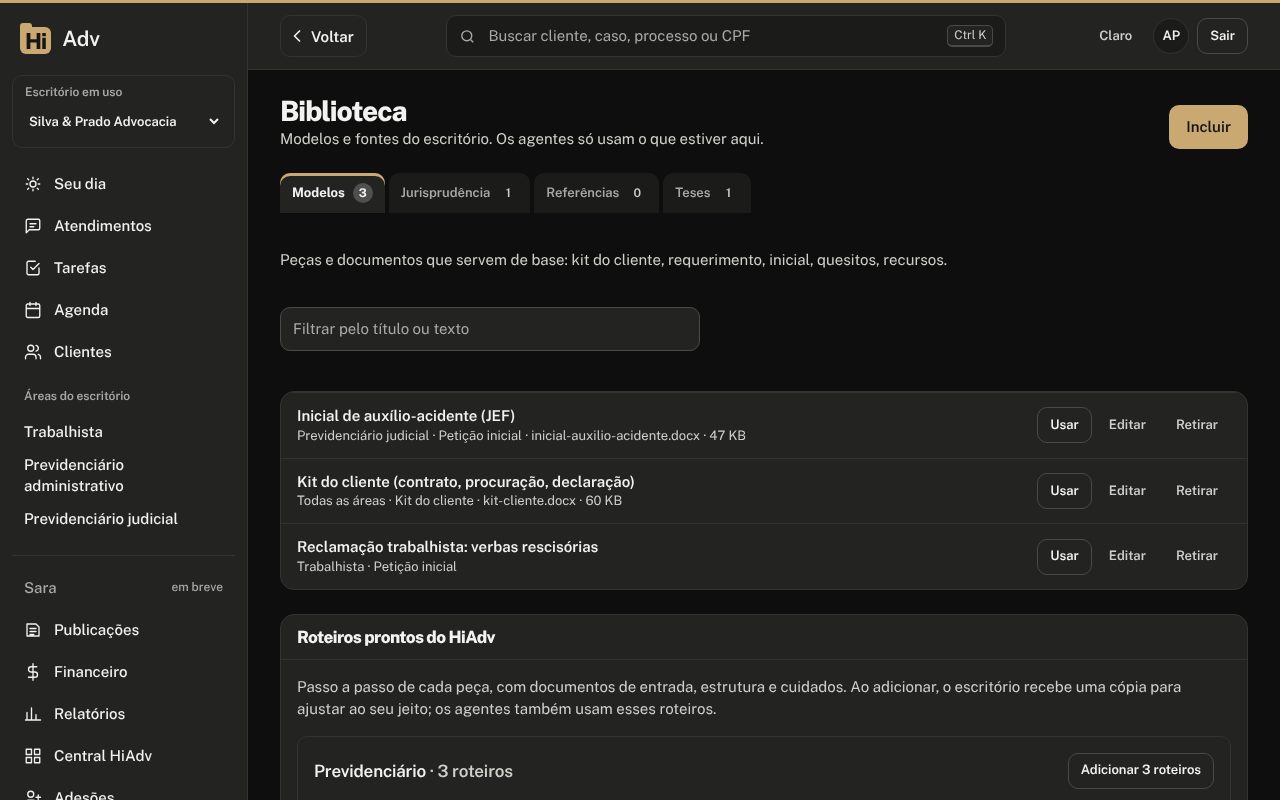 Hi Adv
Escritório em uso
Silva & Prado Advocacia
Seu dia
Atendimentos
Tarefas
Agenda
Clientes
Áreas do escritório
Trabalhista
Previdenciário
administrativo
Previdenciário judicial
Sara em breve
Publicações
Financeiro
Relatórios
Central HiAdv
Adesões
Voltar
Buscar cliente, caso, processo ou CPF Ctrl K
Claro AP Sair
Biblioteca
Modelos e fontes do escritório. Os agentes só usam o que estiver aqui.
Incluir
Modelos 3 Jurisprudência 1 Referências 0 Teses 1
Peças e documentos que servem de base: kit do cliente, requerimento, inicial, quesitos, recursos.
Filtrar pelo título ou texto
Inicial de auxílio-acidente (JEF)
Previdenciário judicial · Petição inicial · inicial-auxilio-acidente.docx · 47 KB
Usar Editar Retirar
Kit do cliente (contrato, procuração, declaração)
Todas as áreas · Kit do cliente · kit-cliente.docx · 60 KB
Usar Editar Retirar
Reclamação trabalhista: verbas rescisórias
Trabalhista · Petição inicial
Usar Editar Retirar
Roteiros prontos do HiAdv
Passo a passo de cada peça, com documentos de entrada, estrutura e cuidados. Ao adicionar, o escritório recebe uma cópia para
ajustar ao seu jeito; os agentes também usam esses roteiros.
Previdenciário · 3 roteiros
Adicionar 3 roteiros